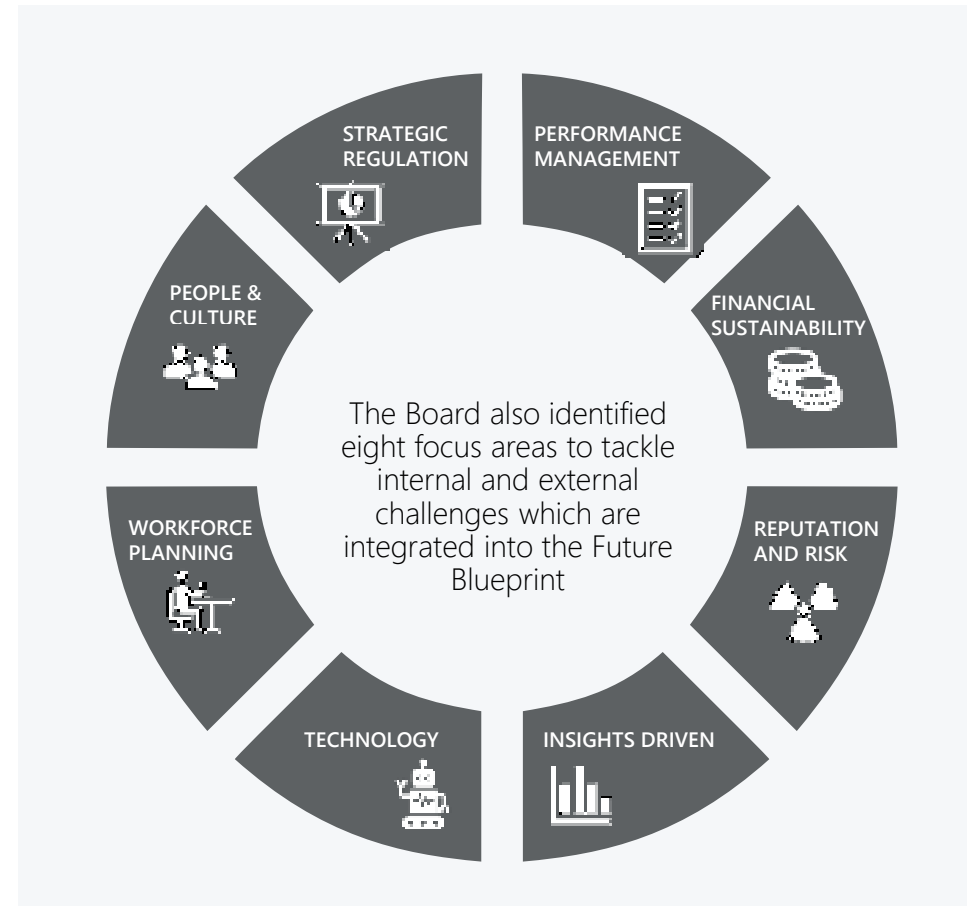 STRATEGIC
REGULATION
PERFORMANCE
MANAGEMENT
PEOPLE &
CULTURE
FINANCIAL
SUSTAINABILITY
The Board also identified
eight focus areas to tackle
internal and external
challenges which are
integrated into the Future
Blueprint
WORKFORCE
PLANNING
REPUTATION
AND RISK
TECHNOLOGY
INSIGHTS DRIVEN